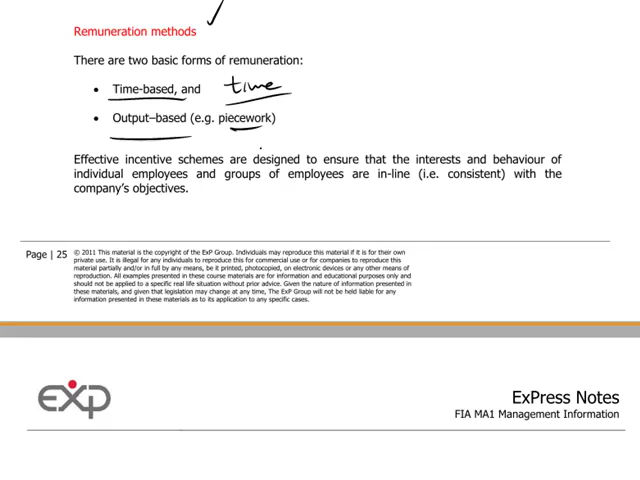 Remuneration methods
There are two basic forms of remuneration:
• Time-based, and time
• Output–based (e.g. piecework)
Effective incentive schemes are designed to ensure that the interests and behaviour of
individual employees and groups of employees are in-line (i.e. consistent) with the
company's objectives.
Page | 25
© 2011 This material is the copyright of the ExP Group. Individuals may reproduce this material if it is for their own
private use. It is illegal for any individuals to reproduce this for commercial use or for companies to reproduce this
material partially and/or in full by any means, be it printed, photocopied, on electronic devices or any other means of
reproduction. All examples presented in these course materials are for information and educational purposes only and
should not be applied to a specific real life situation without prior advice. Given the nature of information presented in
these materials, and given that legislation may change at any time, The ExP Group will not be held liable for any
information presented in these materials as to its application to any specific cases.
exp
ExPress Notes
FIA MA1 Management Information